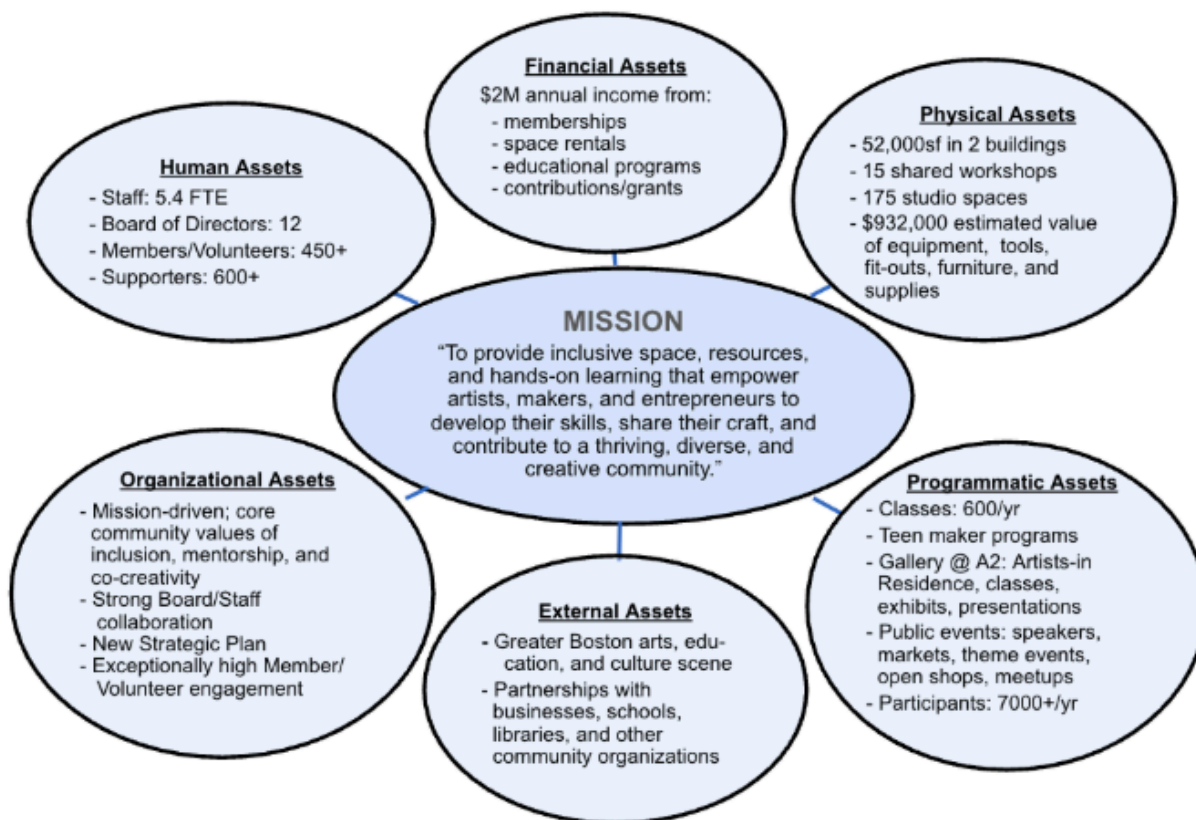 Financial Assets
$2M annual income from:
- memberships
- space rentals
- educational programs
- contributions/grants
Human Assets
- Staff: 5.4 FTE
- Board of Directors: 12
- Members/Volunteers: 450+
- Supporters: 600+
Physical Assets
- 52,000sf in 2 buildings
- 15 shared workshops
- 175 studio spaces
- $932,000 estimated value
of equipment, tools,
fit-outs, furniture, and
supplies
MISSION
“To provide inclusive space, resources,
and hands-on learning that empower
artists, makers, and entrepreneurs to
develop their skills, share their craft, and
contribute to a thriving, diverse, and
creative community.”
Organizational Assets
- Mission-driven; core
community values of
inclusion, mentorship, and
co-creativity
- Strong Board/Staff
collaboration
- New Strategic Plan
- Exceptionally high Member/
Volunteer engagement
External Assets
- Greater Boston arts, edu-
cation, and culture scene
- Partnerships with
businesses, schools,
libraries, and other
community organizations
Programmatic Assets
- Classes: 600/yr
- Teen maker programs
- Gallery @ A2: Artists-in
Residence, classes,
exhibits, presentations
- Public events: speakers,
markets, theme events,
open shops, meetups
- Participants: 7000+/yr